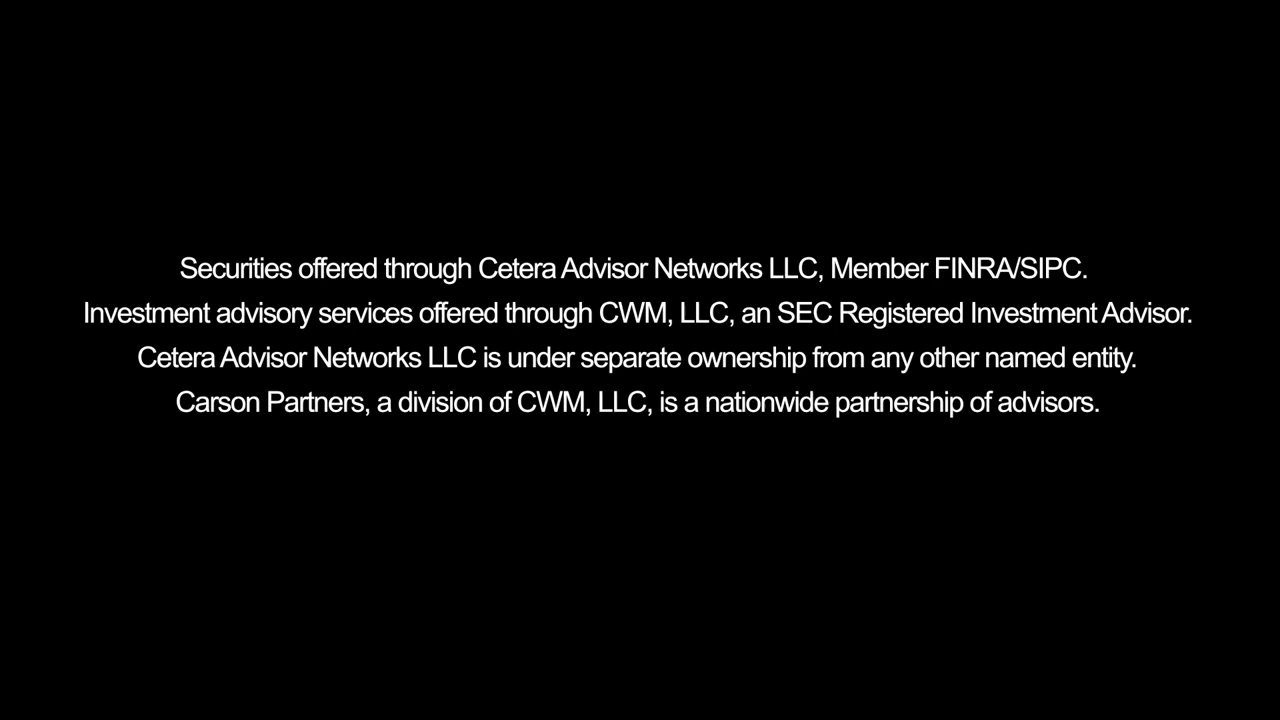 Securities offered through Cetera Advisor Networks LLC, Member FINRA/SIPC.
Investment advisory services offered through CWM, LLC, an SEC Registered Investment Advisor.
Cetera Advisor Networks LLC is under separate ownership from any other named entity.
Carson Partners, a division of CWM, LLC, is a nationwide partnership of advisors.